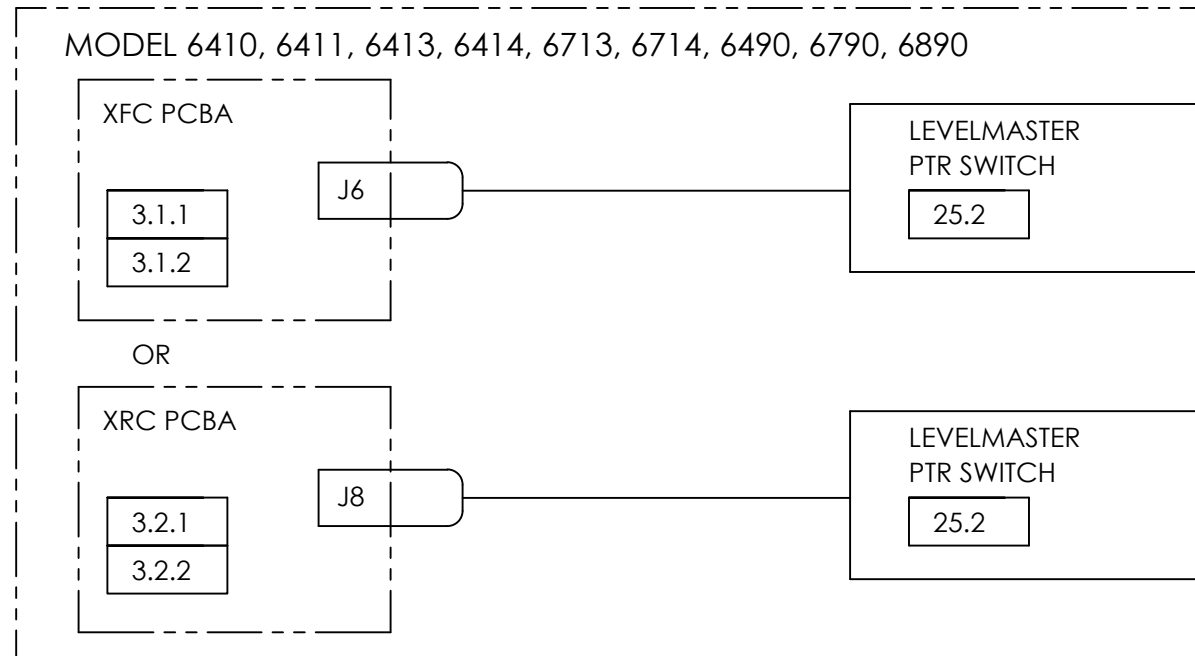 MODEL 6410, 6411, 6413, 6414, 6713, 6714, 6490, 6790, 6890
XFC PCBA
J6
3.1.1
3.1.2
LEVELMASTER
PTR SWITCH
25.2
OR
XRC PCBA
J8
3.2.1
3.2.2
LEVELMASTER
PTR SWITCH
25.2